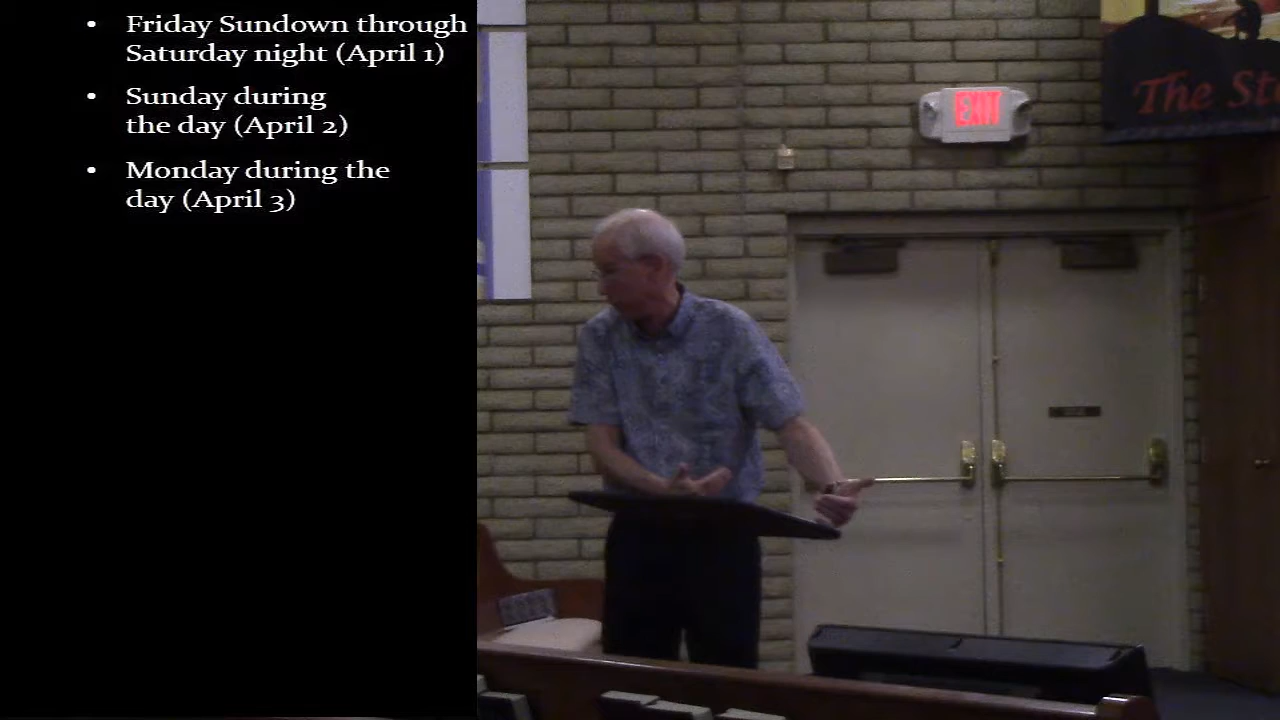 • Friday Sundown through
Saturday night (April 1)
• Sunday during
the day (April 2)
• Monday during the
day (April 3)
EXIT
The St